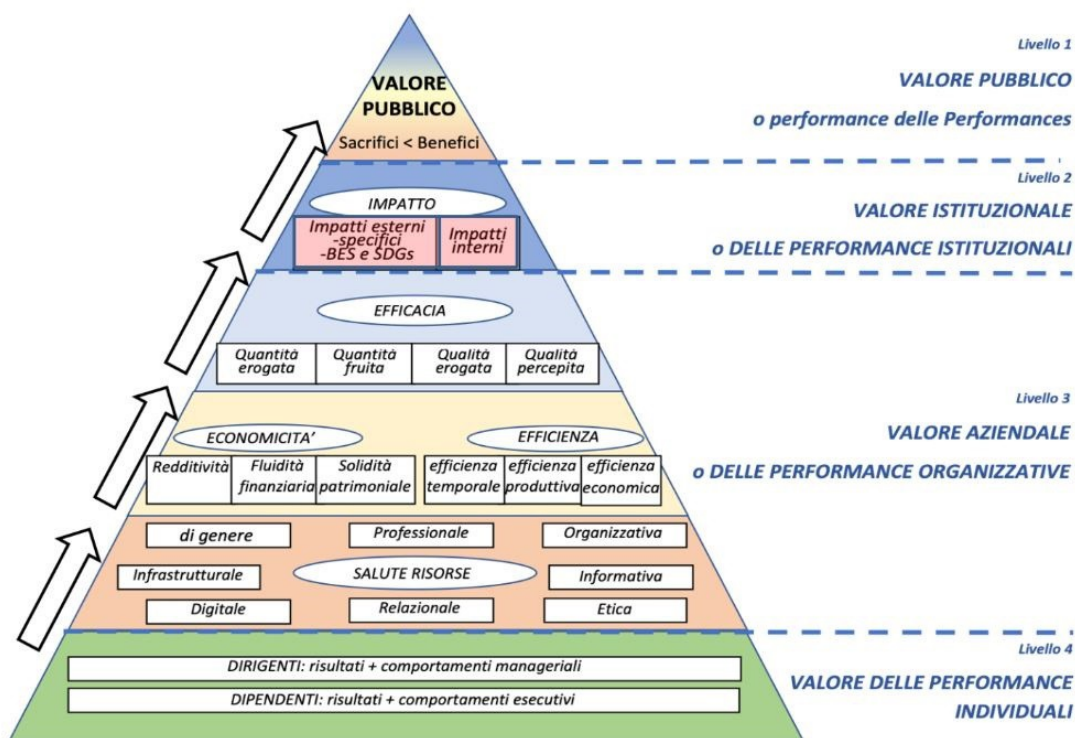 Livello 1
VALORE PUBBLICO
o performance delle Performances
VALORE
PUBBLICO
Sacrifici < Benefici
Livello 2
VALORE ISTITUZIONALE
o DELLE PERFORMANCE ISTITUZIONALI
IMPATTO
Impatti esterni
-specifici
-BES e SDGs
Impatti
interni
EFFICACIA
Quantità
erogata
Quantità
fruita
Qualità
erogata
Qualità
percepita
Livello 3
VALORE AZIENDALE
o DELLE PERFORMANCE ORGANIZZATIVE
ECONOMICITA'
EFFICIENZA
Redditività
Fluidità
finanziaria
Solidità
patrimoniale
efficienza
temporale
efficienza
produttiva
efficienza
economica
di genere
Professionale
Organizzativa
Infrastrutturale
SALUTE RISORSE
Informativa
Digitale
Relazionale
Etica
Livello 4
VALORE DELLE PERFORMANCE
INDIVIDUALI
DIRIGENTI: risultati + comportamenti manageriali
DIPENDENTI: risultati + comportamenti esecutivi